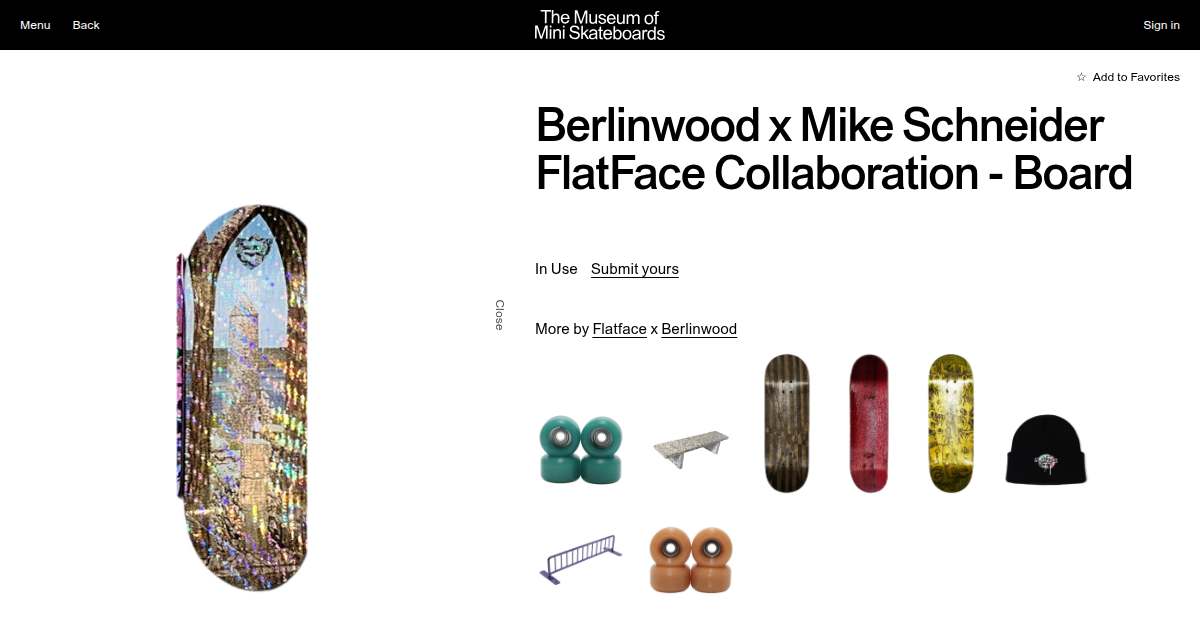 Menu
Back
The Museum of
Mini Skateboards
Sign in
☆ Add to Favorites
Berlinwood x Mike Schneider
FlatFace Collaboration - Board
In Use Submit yours
Close
More by Flatface x Berlinwood